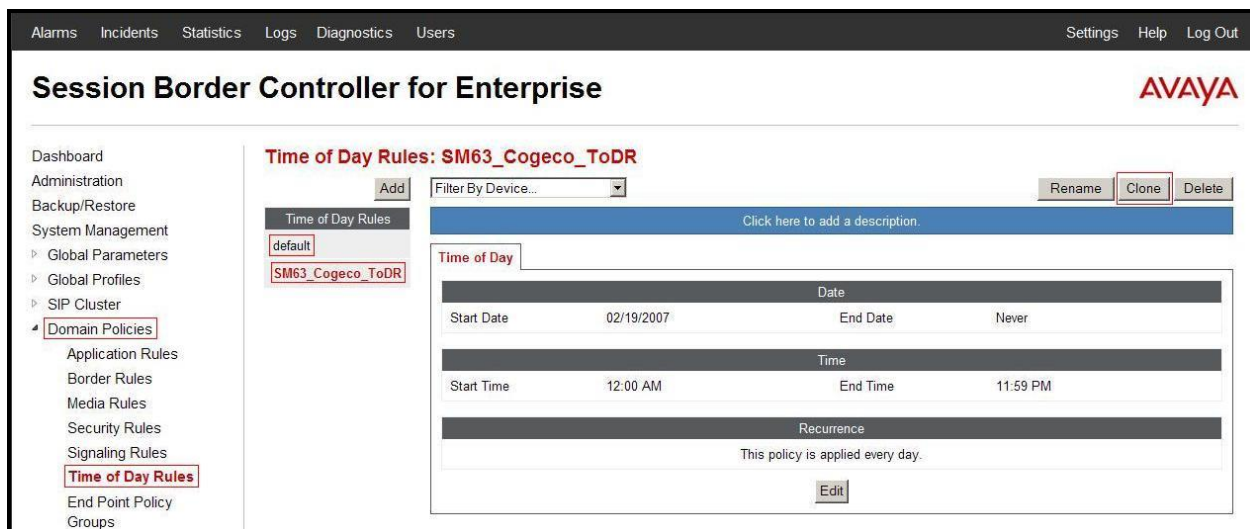 Alarms Incidents Statistics Logs Diagnostics Users Settings Help Log Out
Session Border Controller for Enterprise
AVAYA
Dashboard
Administration
Backup/Restore
System Management
Global Parameters
Global Profiles
SIP Cluster
Domain Policies
Application Rules
Border Rules
Media Rules
Security Rules
Signaling Rules
Time of Day Rules
End Point Policy
Groups
Time of Day Rules: SM63_Cogeco_ToDR
Add
Filter By Device...
Rename Clone Delete
Time of Day Rules
default
SM63_Cogeco_ToDR
Click here to add a description.
Time of Day
Date
Start Date 02/19/2007 End Date Never
Time
Start Time 12:00 AM End Time 11:59 PM
Recurrence
This policy is applied every day.
Edit